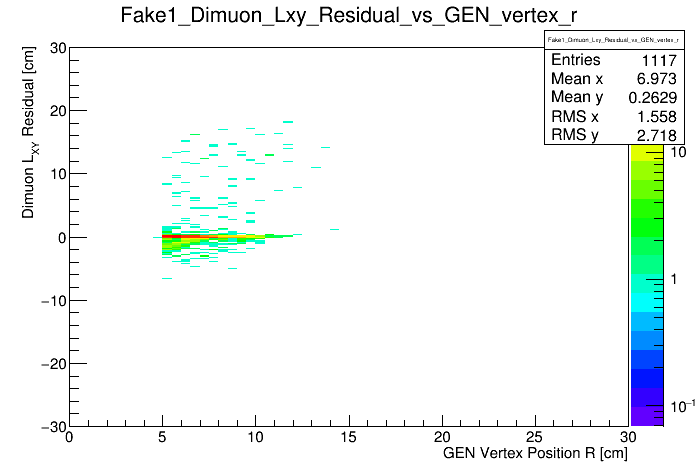 Fake1_Dimuon_Lxy_Residual_vs_GEN_vertex_r
Fake1_Dimuon_Lxy_Residual_vs_GEN_vertex_r
Entries 1117
Mean x 6.973
Mean y 0.2629
RMS x 1.558
RMS y 2.718
Dimuon LXY Residual [cm]
30
20
10
0
−10
−20
−30
0 5 10 15 20 25 30
GEN Vertex Position R [cm]
10
1
10−1